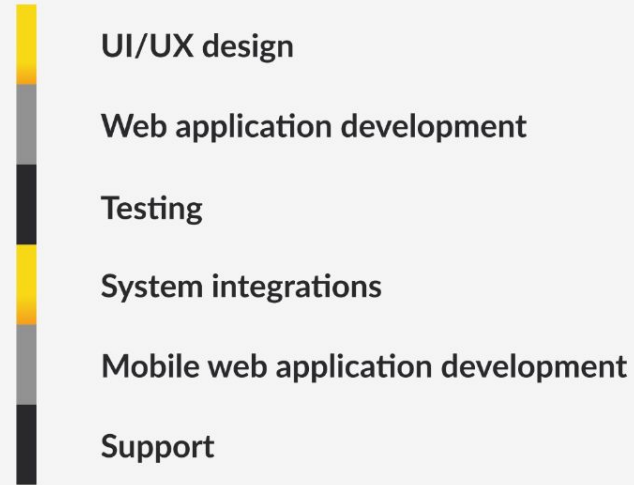 UI/UX design
Web application development
Testing
System integrations
Mobile web application development
Support